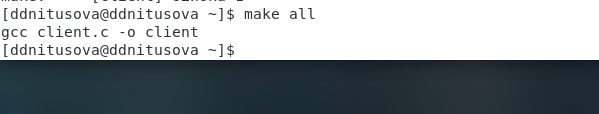 [ddnitusova@ddnitusova ~]$ make all
gcc client.c -o client
[ddnitusova@ddnitusova ~]$